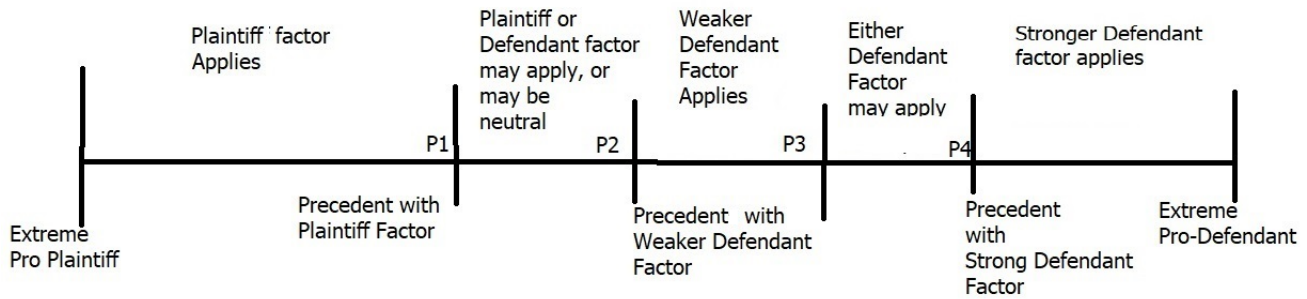 Plaintiff factor
Applies
Plaintiff or
Defendant factor
may apply, or
may be
neutral
Weaker
Defendant
Factor
Applies
Either
Defendant
Factor
may apply
Stronger Defendant
factor applies
P1
P2
P3
P4
Extreme
Pro Plaintiff
Precedent with
Plaintiff Factor
Precedent with
Weaker Defendant
Factor
Precedent
with
Strong Defendant
Factor
Extreme
Pro-Defendant